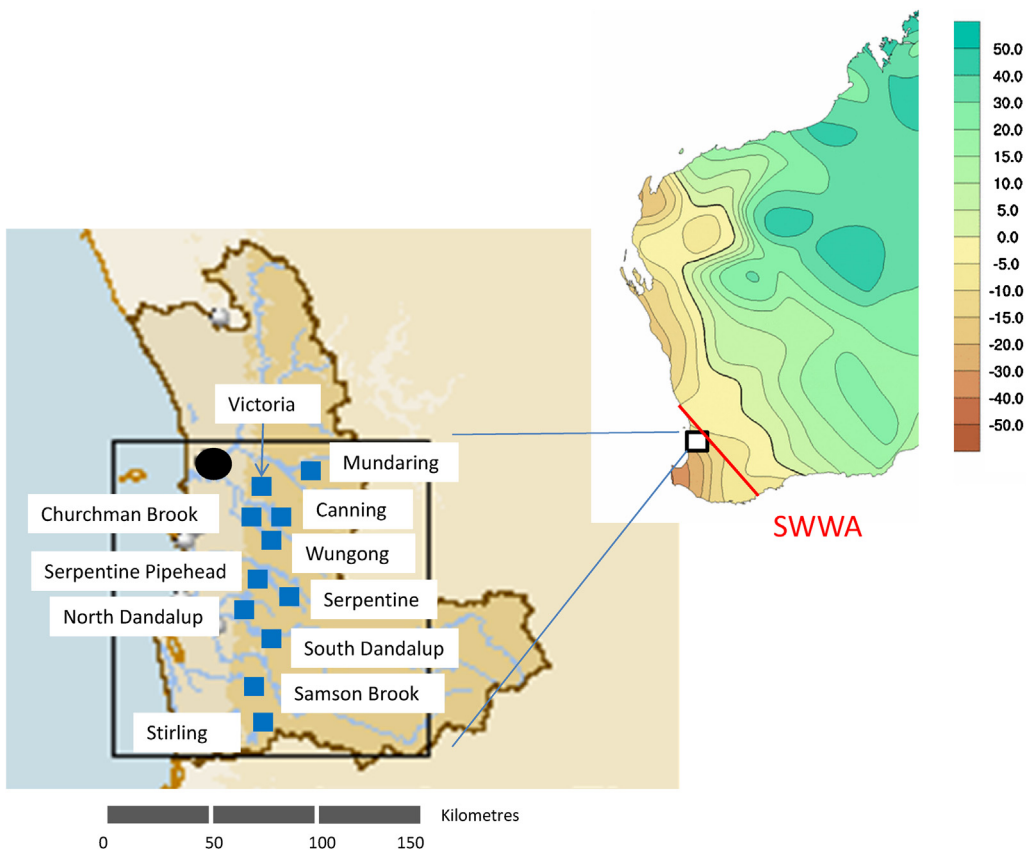 50.0
40.0
30.0
20.0
15.0
10.0
5.0
0.0
-5.0
-10.0
-15.0
-20.0
-30.0
-40.0
-50.0
SWWA
Victoria
Mundaring
Churchman Brook
Canning
Wungong
Serpentine Pipehead
Serpentine
North Dandalup
South Dandalup
Samson Brook
Stirling
Kilometres
0 50 100 150